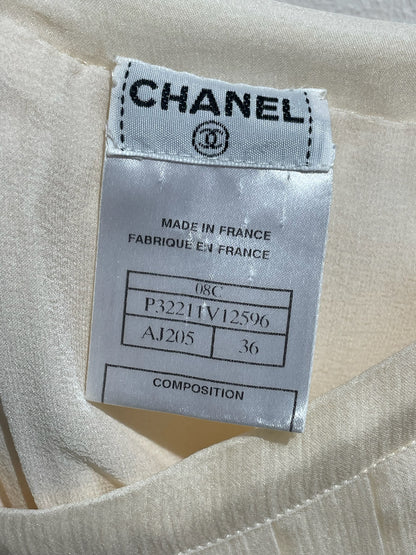 CHANEL
MADE IN FRANCE
FABRIQUE EN FRANCE
08C
P32211V12596
AJ205 36
COMPOSITION